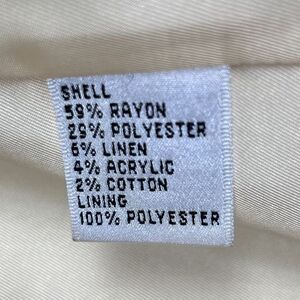 SHELL
59% RAYON
29% POLYESTER
6% LINEN
4% ACRYLIC
2% COTTON
LINING
100% POLYESTER